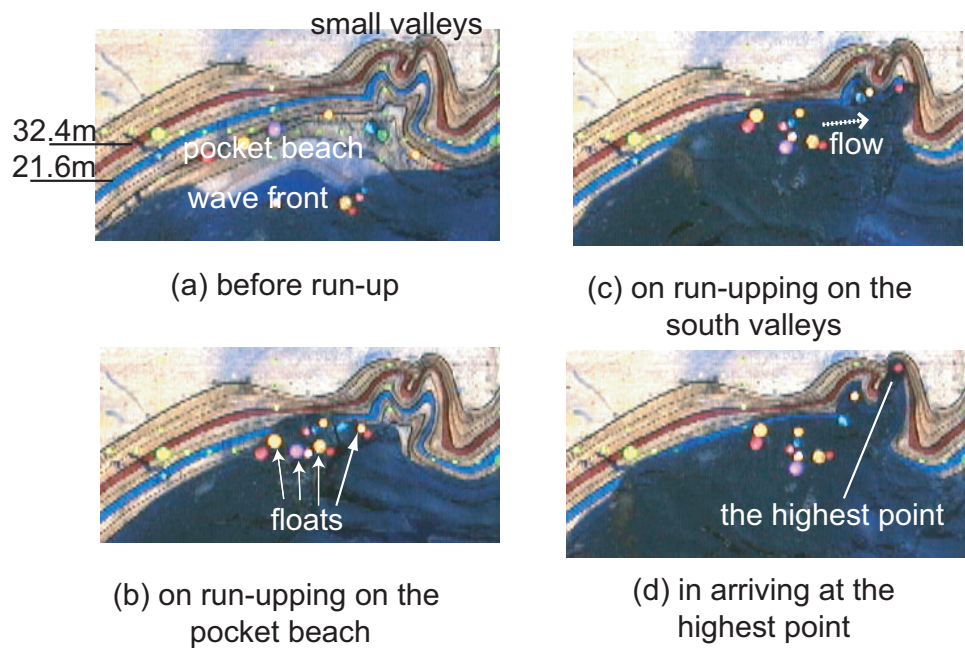 small valleys
32.4m
21.6m
pocket beach
wave front
(a) before run-up
flow
(c) on run-upping on the
south valleys
floats
(b) on run-upping on the
pocket beach
the highest point
(d) in arriving at the
highest point